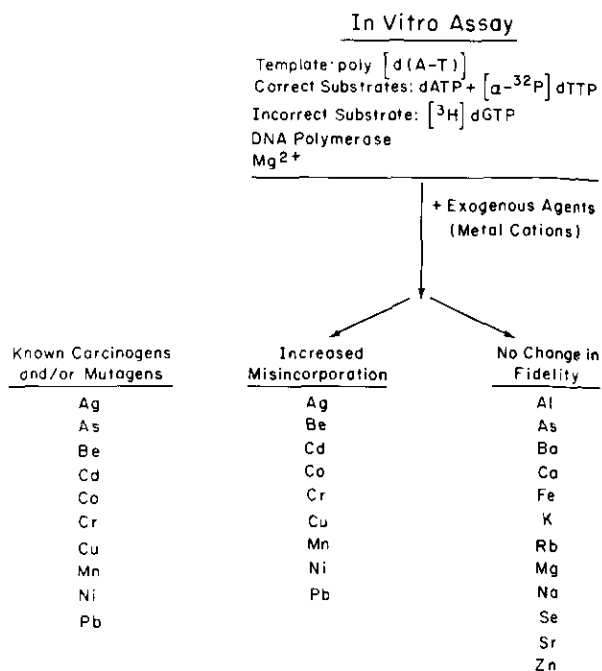 In Vitro Assay
Template: poly [d(A-T)]
Correct Substrates: dATP + [α-³²P] dTTP
Incorrect Substrate: [³H] dGTP
DNA Polymerase
Mg²⁺
+ Exogenous Agents
(Metal Cations)
Known Carcinogens
and/or Mutagens
Ag
As
Be
Cd
Co
Cr
Cu
Mn
Ni
Pb
Increased
Misincorporation
Ag
Be
Cd
Co
Cr
Cu
Mn
Ni
Pb
No Change in
Fidelity
Al
As
Ba
Ca
Fe
K
Rb
Mg
Na
Se
Sr
Zn